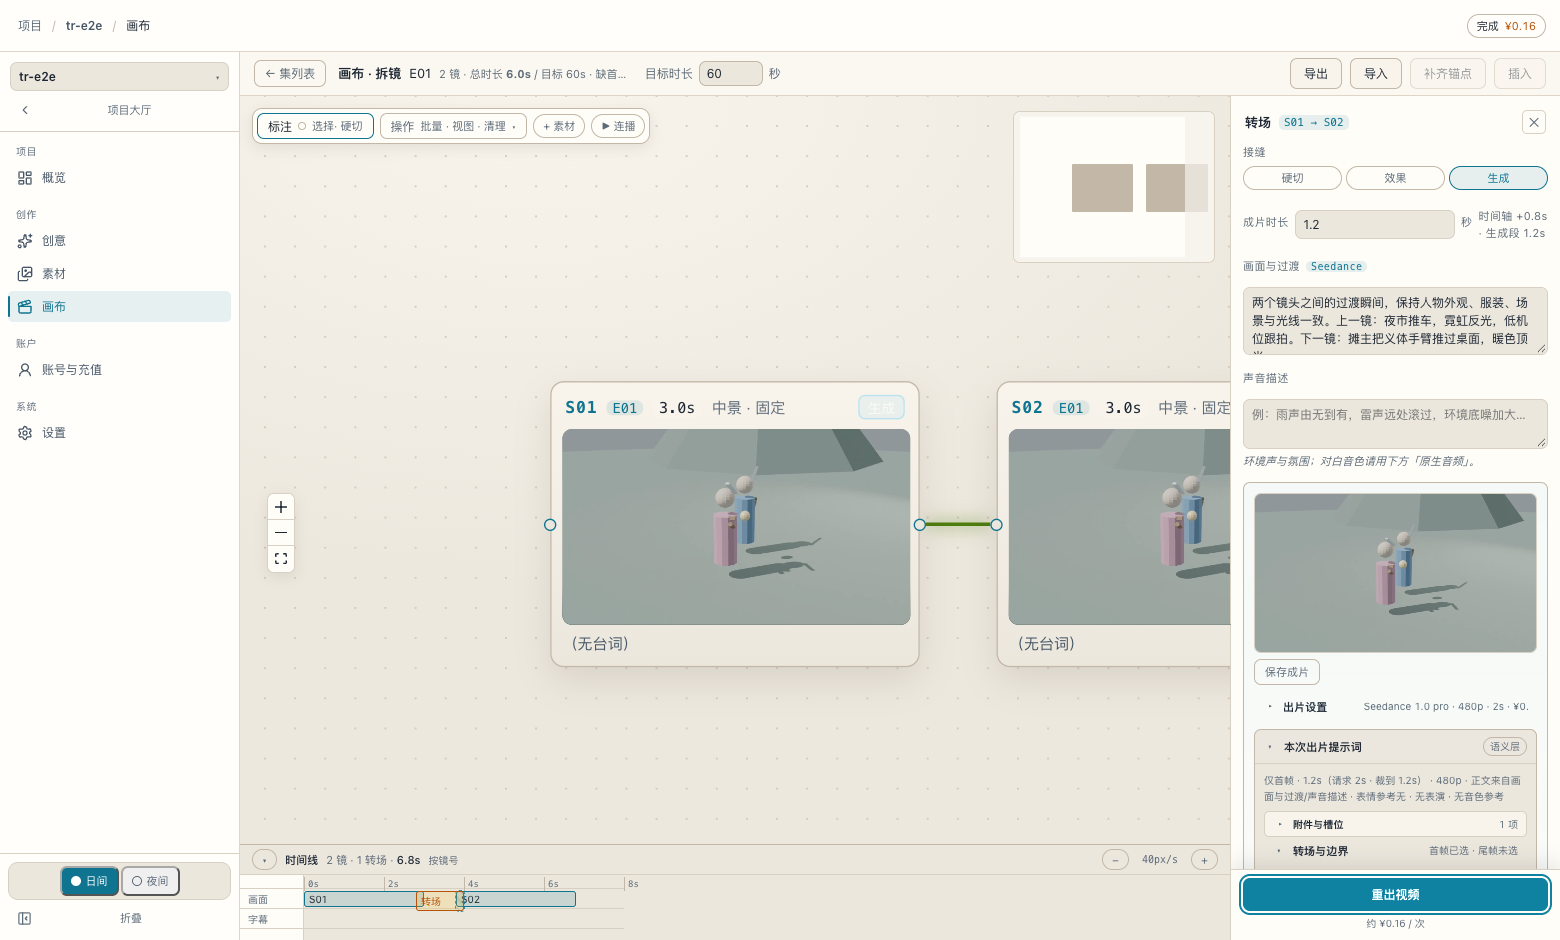 项目 / tr-e2e / 画布
完成 ¥0.16
tr-e2e
项目大厅
项目
概览
创作
创意
素材
画布
账户
账号与充值
系统
设置
日间 夜间
折叠
← 集列表 画布 · 拆镜 E01 2 镜 · 总时长 6.0s / 目标 60s · 缺首… 目标时长 60 秒
导出 导入 补齐锚点 插入
标注 选择· 硬切 操作 批量 · 视图 · 清理 + 素材 ▶ 连播
S01 E01 3.0s 中景 · 固定 生成
(无台词)
S02 E01 3.0s 中景 · 固定
(无台词)
转场 S01 → S02
接缝
硬切 效果 生成
成片时长 1.2 秒 时间轴 +0.8s
· 生成段 1.2s
画面与过渡 Seedance
两个镜头之间的过渡瞬间，保持人物外观、服装、场
景与光线一致。上一镜：夜市推车，霓虹反光，低机
位跟拍。下一镜：摊主把义体手臂推过桌面，暖色顶
声音描述
例：雨声由无到有，雷声远处滚过，环境底噪加大…
环境声与氛围；对白音色请用下方「原生音频」。
保存成片
出片设置 Seedance 1.0 pro · 480p · 2s · ¥0.
本次出片提示词 语义层
仅首帧 · 1.2s（请求 2s · 裁到 1.2s） · 480p · 正文来自画
面与过渡/声音描述 · 表情参考无 · 无表演 · 无音色参考
附件与槽位 1 项
转场与边界 首帧已选 · 尾帧未选
重出视频
约 ¥0.16 / 次
时间线 2 镜 · 1 转场 · 6.8s 按镜号
− 40px/s +
0s 2s 4s 6s 8s
画面 S01 转场 S02
字幕